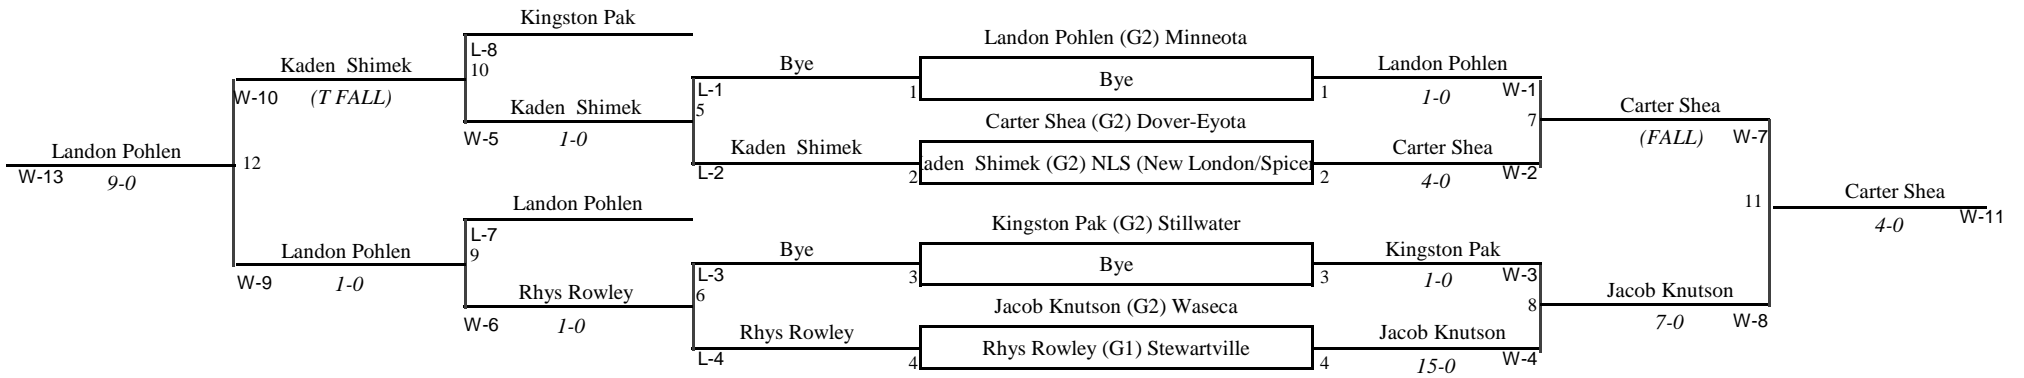 Kingston Pak
Landon Pohlen (G2) Minneota
L-8
Kaden  Shimek
10
Bye
Bye
Landon Pohlen
W-10
(T FALL)
L-1
1
1
1-0
W-1
Kaden  Shimek
5
Carter Shea
Carter Shea (G2) Dover-Eyota
7
W-5
1-0
(FALL)
W-7
Landon Pohlen
12
Kaden  Shimek
aden  Shimek (G2) NLS (New London/Spicer
Carter Shea
W-13
9-0
L-2
2
2
4-0
W-2
Carter Shea
11
Landon Pohlen
W-11
4-0
Kingston Pak (G2) Stillwater
L-7
Landon Pohlen
9
Bye
Bye
Kingston Pak
W-9
1-0
L-3
3
3
1-0
W-3
Rhys Rowley
6
Jacob Knutson
Jacob Knutson (G2) Waseca
8
W-6
1-0
7-0
W-8
Rhys Rowley
Rhys Rowley (G1) Stewartville
Jacob Knutson
L-4
4
4
15-0
W-4